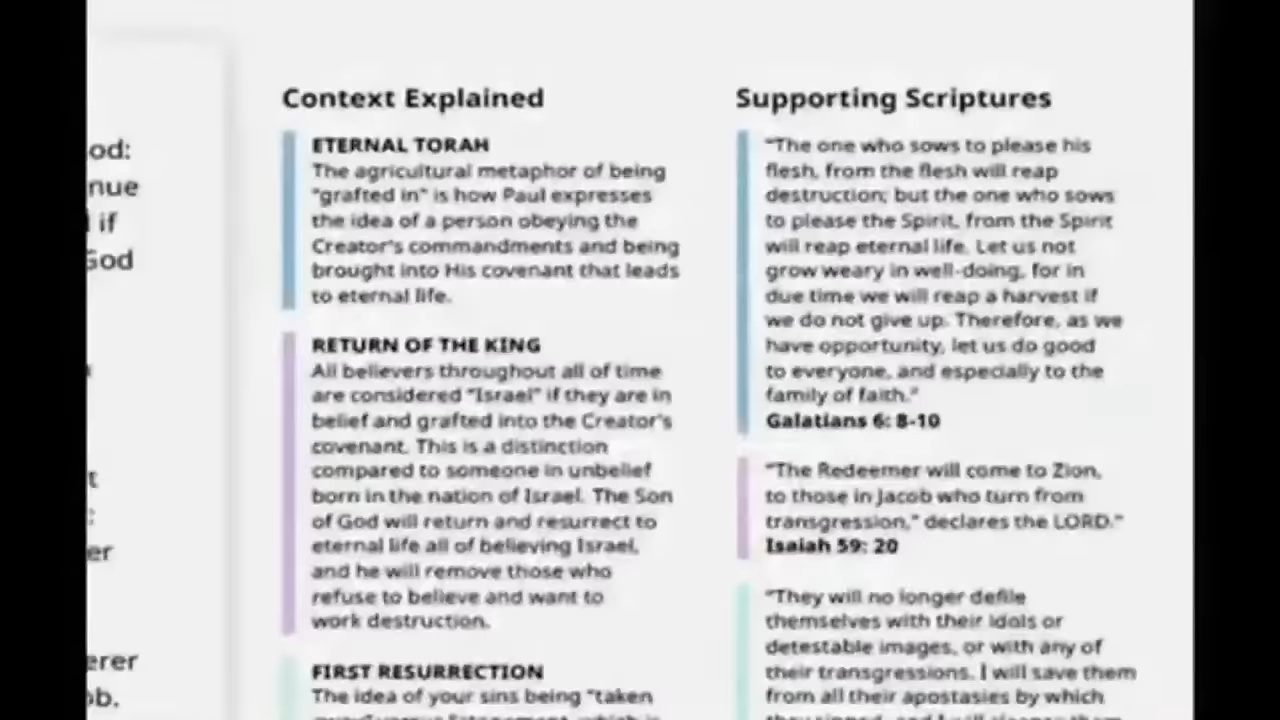 od:
nue
if
God
t
:
er
erer
ob.
Context Explained
ETERNAL TORAH
The agricultural metaphor of being
"grafted in" is how Paul expresses
the idea of a person obeying the
Creator's commandments and being
brought into His covenant that leads
to eternal life.
RETURN OF THE KING
All believers throughout all of time
are considered "Israel" if they are in
belief and grafted into the Creator's
covenant. This is a distinction
compared to someone in unbelief
born in the nation of Israel. The Son
of God will return and resurrect to
eternal life all of believing Israel,
and he will remove those who
refuse to believe and want to
work destruction.
FIRST RESURRECTION
The idea of your sins being "taken
Supporting Scriptures
"The one who sows to please his
flesh, from the flesh will reap
destruction; but the one who sows
to please the Spirit, from the Spirit
will reap eternal life. Let us not
grow weary in well-doing, for in
due time we will reap a harvest if
we do not give up. Therefore, as we
have opportunity, let us do good
to everyone, and especially to the
family of faith."
Galatians 6: 8-10
"The Redeemer will come to Zion,
to those in Jacob who turn from
transgression," declares the LORD."
Isaiah 59: 20
"They will no longer defile
themselves with their idols or
detestable images, or with any of
their transgressions. I will save them
from all their apostasies by which